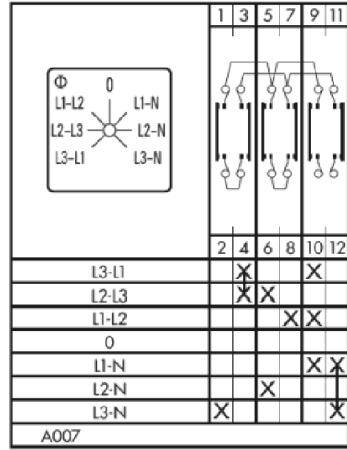 1 3 5 7 9 11
Φ 0
L1-L2 L1-N
L2-L3 L2-N
L3-L1 L3-N
2 4 6 8 10 12
L3-L1 X X
L2-L3 X X
L1-L2 X X
0
L1-N X X
L2-N X
L3-N X X
A007